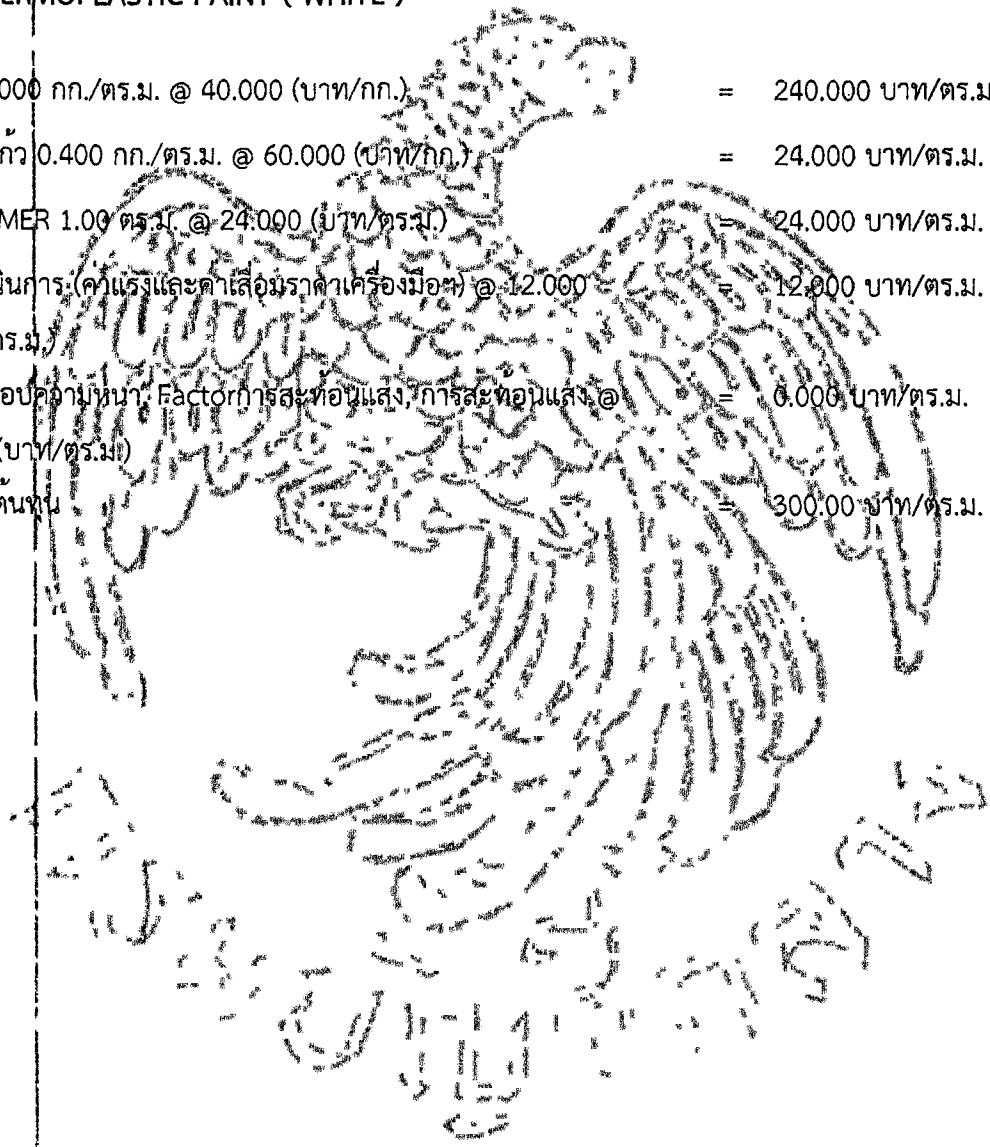 ERMOPLASTIC PAINT ( WHITE )
000 กก./ตร.ม. @ 40.000 (บาท/กก.) = 240.000 บาท/ตร.ม
ก้ว 0.400 กก./ตร.ม. @ 60.000 (บาท/กก.) = 24.000 บาท/ตร.ม.
MER 1.00 ตร.ม. @ 24.000 (บาท/ตร.ม.) = 24.000 บาท/ตร.ม.
นินการ (ค่าแรงและค่าเสื่อมราคาเครื่องมือฯ) @ 12.000 = 12.000 บาท/ตร.ม.
ตร.ม.)
อบความหนา, Factorการสะท้อนแสง, การสะท้อนแสง @ = 0.000 บาท/ตร.ม.
(บาท/ตร.ม.)
ต้นทุน = 300.00 บาท/ตร.ม.